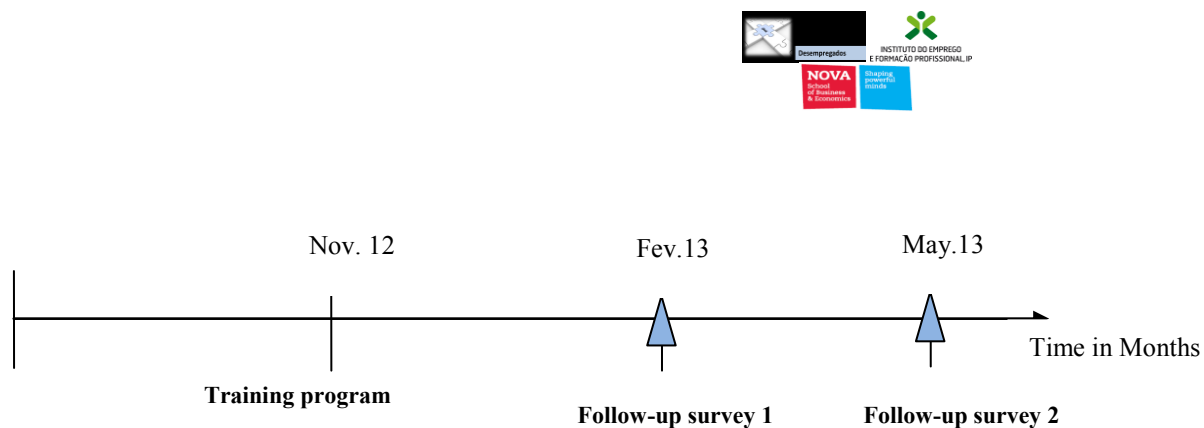 Desempregados
INSTITUTO DO EMPREGO
E FORMAÇÃO PROFISSIONAL, IP
NOVA
School
of Business
& Economics
Shaping
powerful
minds
Nov. 12
Fev.13
May.13
Time in Months
Training program
Follow-up survey 1
Follow-up survey 2